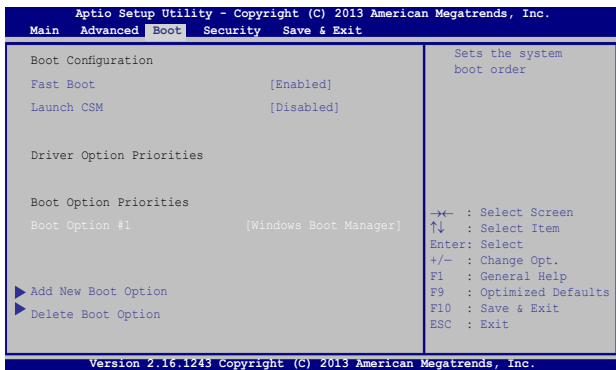 Aptio Setup Utility - Copyright (C) 2013 American Megatrends, Inc.
Main Advanced Boot Security Save & Exit
Boot Configuration
Fast Boot [Enabled]
Launch CSM [Disabled]
Driver Option Priorities
Boot Option Priorities
Boot Option #1 [Windows Boot Manager]
Add New Boot Option
Delete Boot Option
Sets the system
boot order
→← : Select Screen
↑↓ : Select Item
Enter: Select
+/— : Change Opt.
F1 : General Help
F9 : Optimized Defaults
F10 : Save & Exit
ESC : Exit
Version 2.16.1243 Copyright (C) 2013 American Megatrends, Inc.